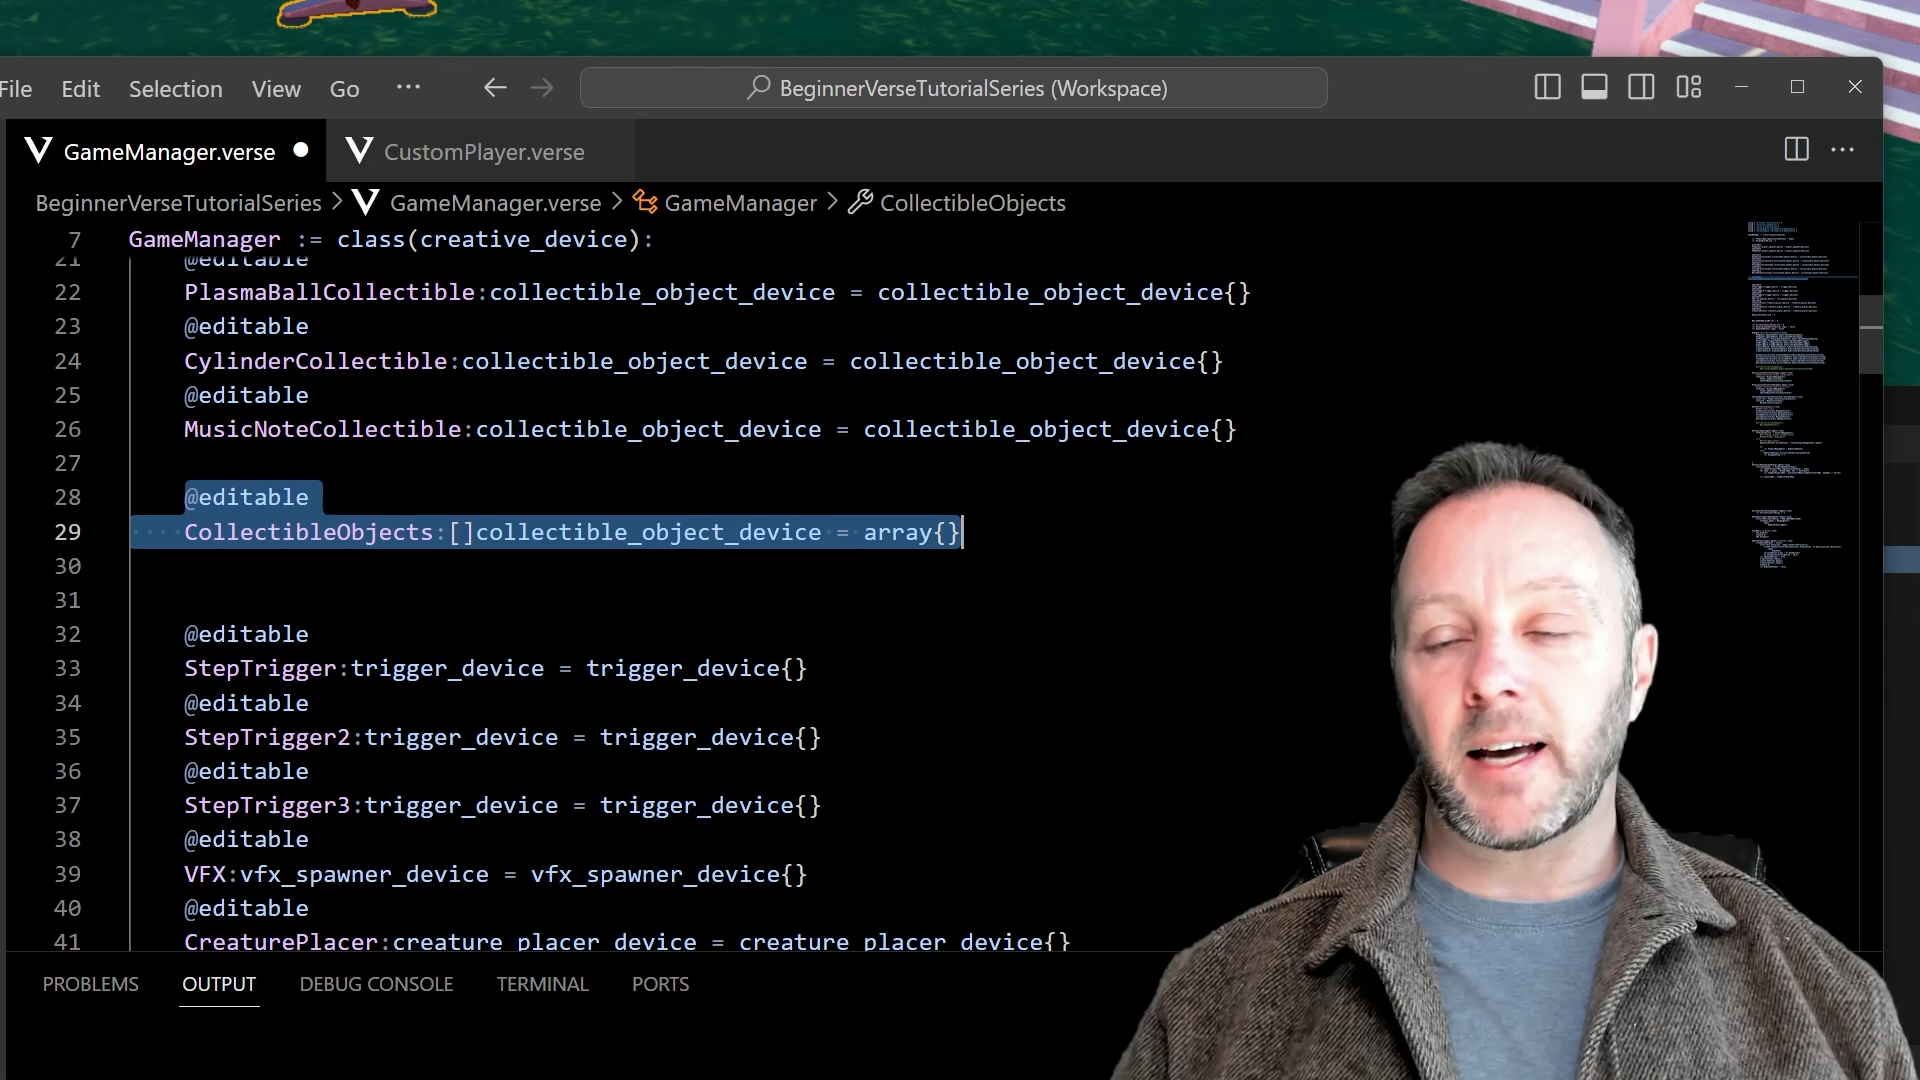 File Edit Selection View Go ··· BeginnerVerseTutorialSeries (Workspace)
GameManager.verse CustomPlayer.verse
BeginnerVerseTutorialSeries > GameManager.verse > GameManager > CollectibleObjects
7 GameManager := class(creative_device):
21 @editable
22 PlasmaBallCollectible:collectible_object_device = collectible_object_device{}
23 @editable
24 CylinderCollectible:collectible_object_device = collectible_object_device{}
25 @editable
26 MusicNoteCollectible:collectible_object_device = collectible_object_device{}
27
28 @editable
29 CollectibleObjects:[]collectible_object_device = array{}
30
31
32 @editable
33 StepTrigger:trigger_device = trigger_device{}
34 @editable
35 StepTrigger2:trigger_device = trigger_device{}
36 @editable
37 StepTrigger3:trigger_device = trigger_device{}
38 @editable
39 VFX:vfx_spawner_device = vfx_spawner_device{}
40 @editable
41 CreaturePlacer:creature_placer_device = creature_placer_device{}
PROBLEMS OUTPUT DEBUG CONSOLE TERMINAL PORTS